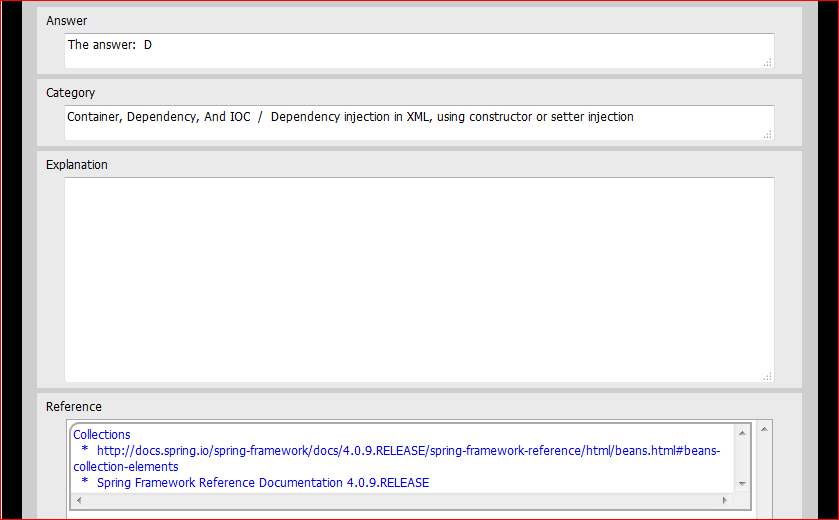 Answer
The answer:  D
Category
Container, Dependency, And IOC  /  Dependency injection in XML, using constructor or setter injection
Explanation
Reference
Collections
*  http://docs.spring.io/spring-framework/docs/4.0.9.RELEASE/spring-framework-reference/html/beans.html#beans-
collection-elements
*  Spring Framework Reference Documentation 4.0.9.RELEASE